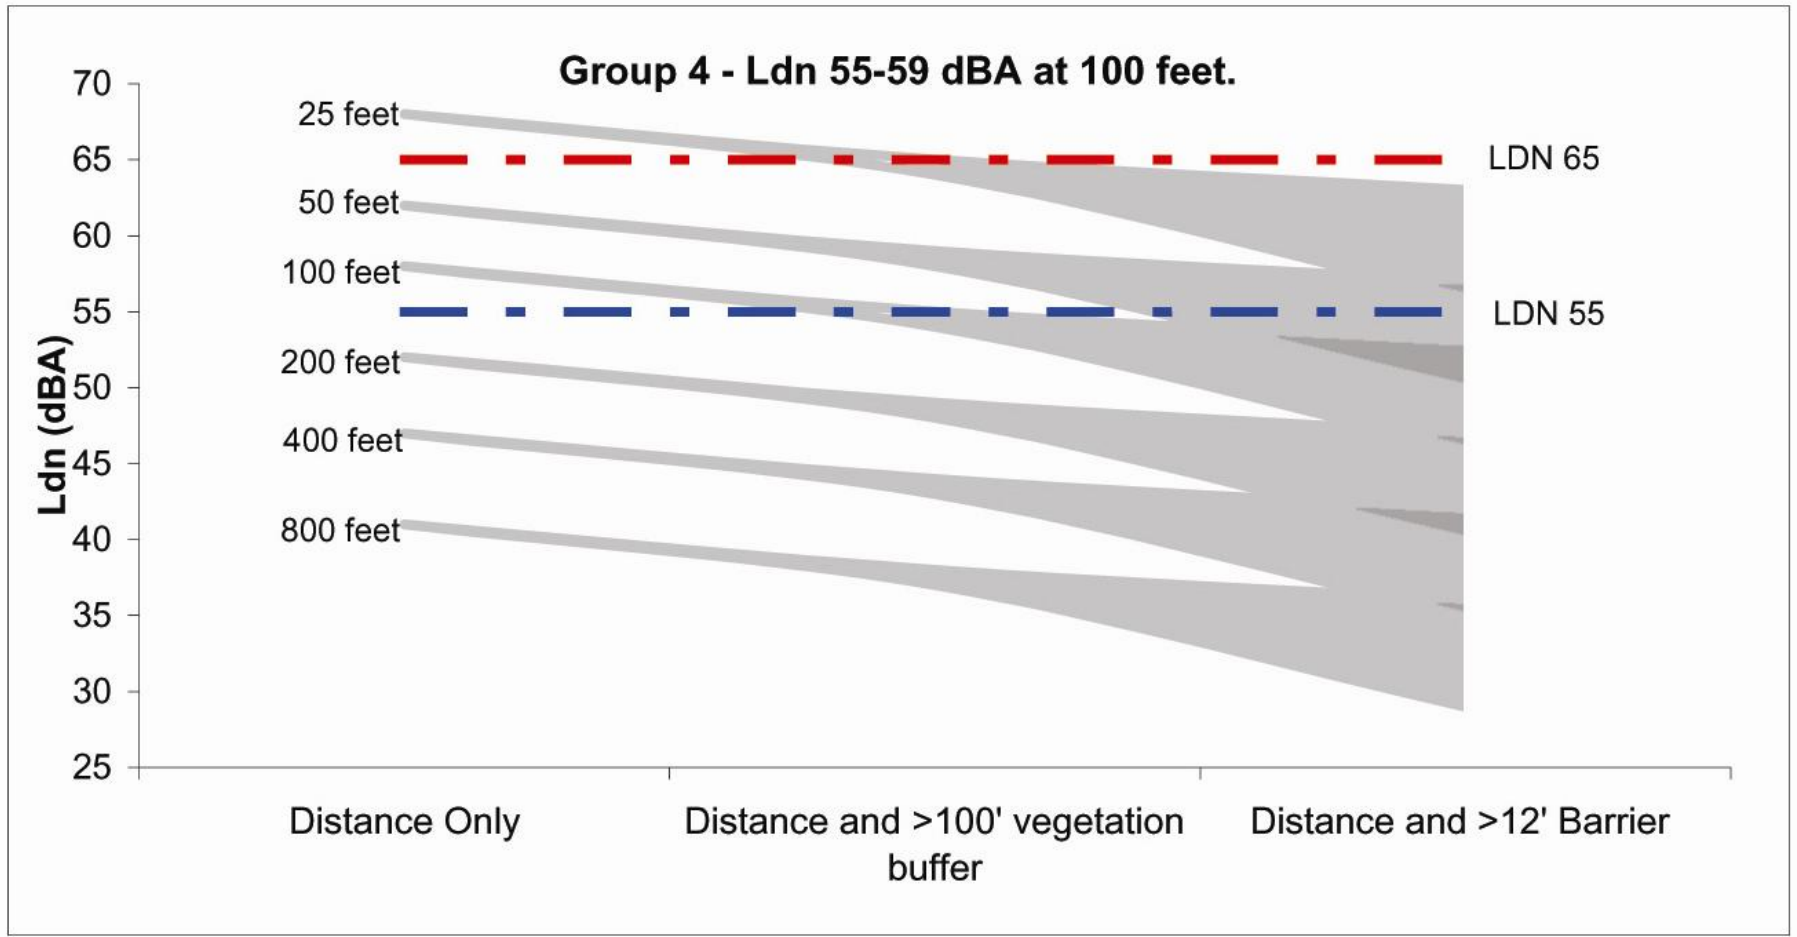 Group 4 - Ldn 55-59 dBA at 100 feet.
70
25 feet
65
LDN 65
50 feet
60
100 feet
55
LDN 55
200 feet
50
Ldn (dBA)
400 feet
45
800 feet
40
35
30
25
Distance Only
Distance and >100' vegetation
buffer
Distance and >12' Barrier